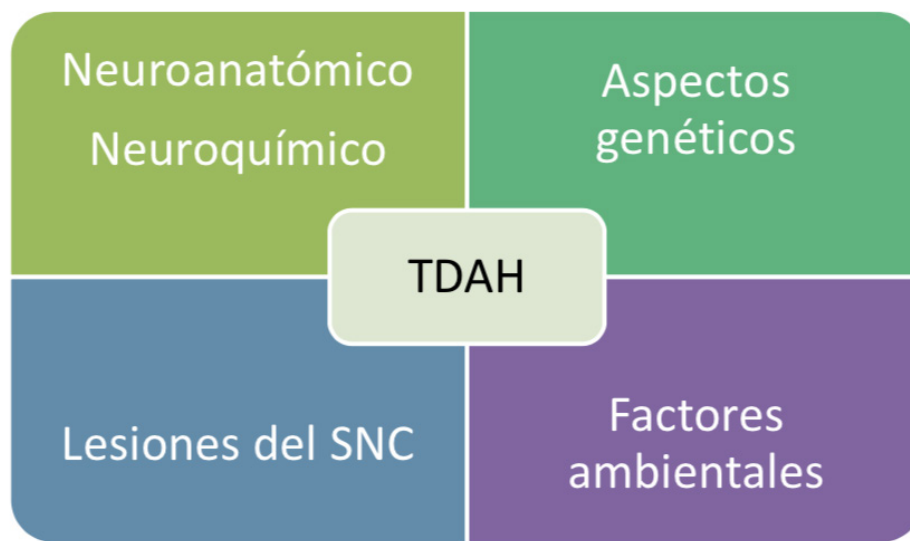 Neuroanatómico
Neuroquímico
Aspectos
genéticos
TDAH
Lesiones del SNC
Factores
ambientales